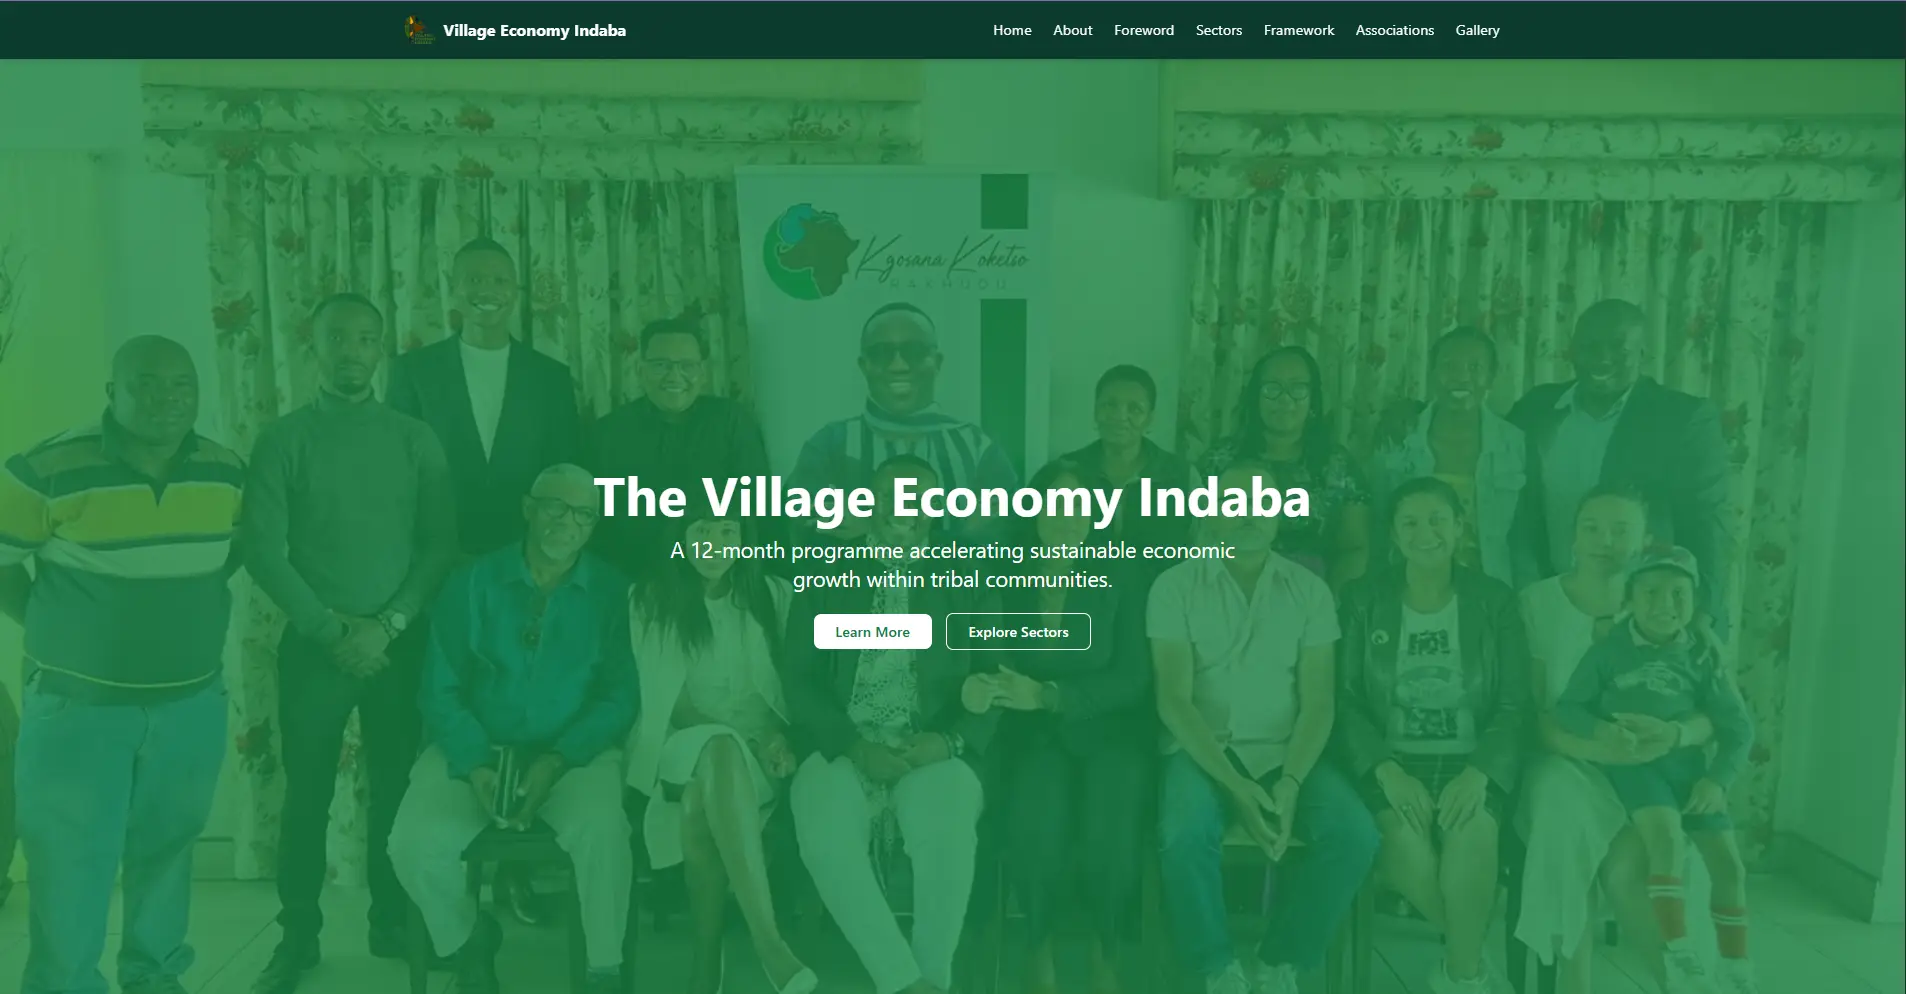 Village Economy Indaba
Home About Foreword Sectors Framework Associations Gallery
Kgosana Koketso
RAKHUDU
The Village Economy Indaba
A 12-month programme accelerating sustainable economic
growth within tribal communities.
Learn More Explore Sectors